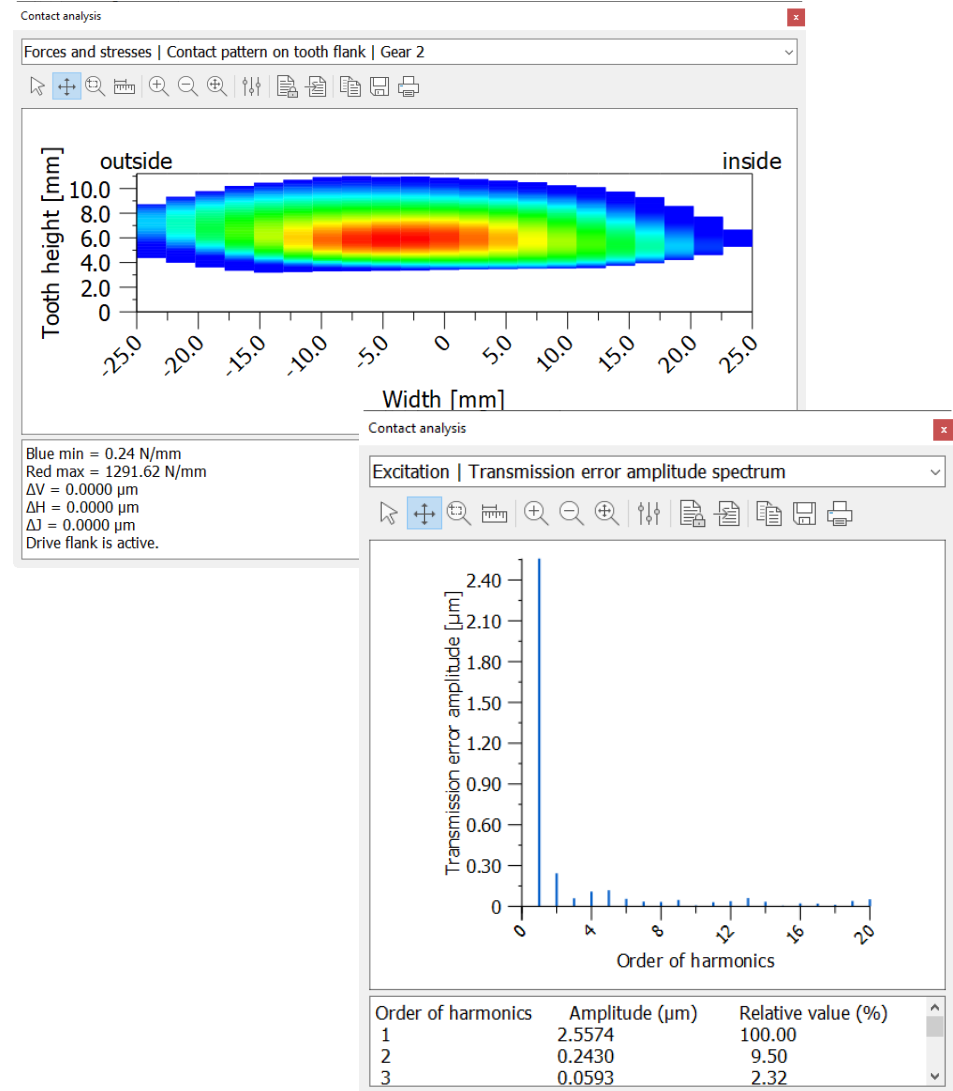 Contact analysis
x
Forces and stresses | Contact pattern on tooth flank | Gear 2
outside
inside
Tooth height [mm]
10.0
8.0
6.0
4.0
2.0
0
-25.0
-20.0
-15.0
-10.0
-5.0
0
5.0
10.0
15.0
20.0
25.0
Width [mm]
Blue min = 0.24 N/mm
Red max = 1291.62 N/mm
ΔV = 0.0000 µm
ΔH = 0.0000 µm
ΔJ = 0.0000 µm
Drive flank is active.
Contact analysis
x
Excitation | Transmission error amplitude spectrum
Transmission error amplitude [µm]
2.40
2.10
1.80
1.50
1.20
0.90
0.60
0.30
0
0
4
8
12
16
20
Order of harmonics
Order of harmonics Amplitude (µm) Relative value (%)
1 2.5574 100.00
2 0.2430 9.50
3 0.0593 2.32